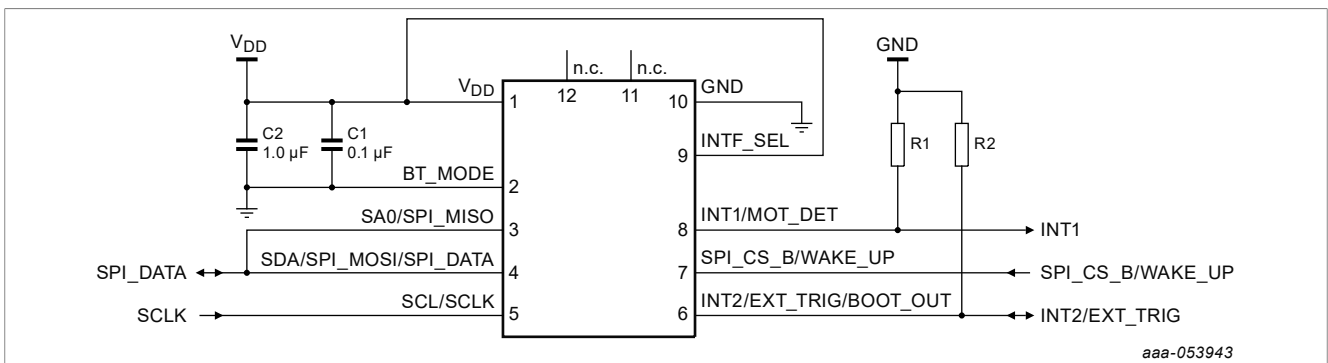 VDD
GND
n.c.
n.c.
VDD
12
11
GND
1
10
C2
1.0 µF
C1
0.1 µF
INTF_SEL
9
R1
R2
BT_MODE
2
SA0/SPI_MISO
3
INT1/MOT_DET
8
INT1
SPI_DATA
SDA/SPI_MOSI/SPI_DATA
4
SPI_CS_B/WAKE_UP
7
SPI_CS_B/WAKE_UP
SCLK
SCL/SCLK
5
INT2/EXT_TRIG/BOOT_OUT
6
INT2/EXT_TRIG
aaa-053943